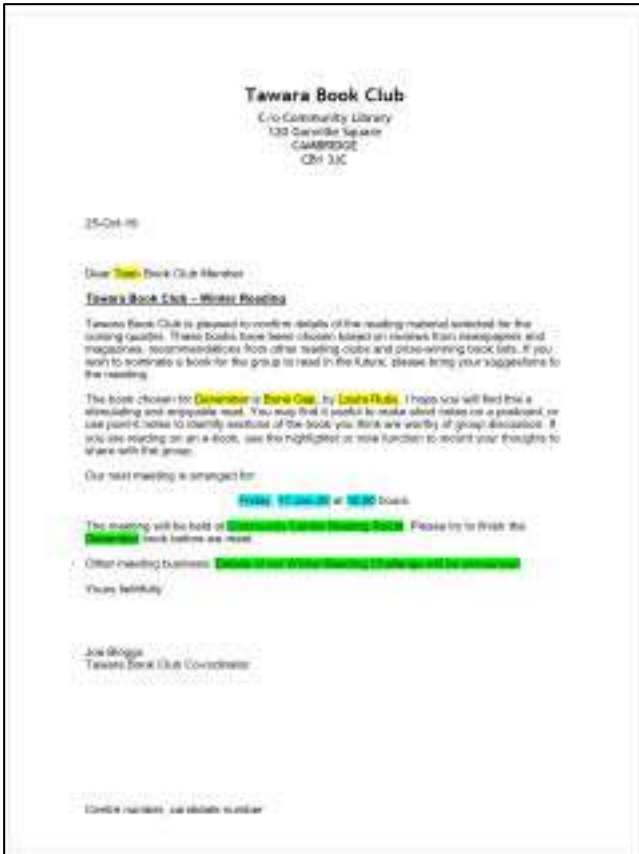 Tawara Book Club
C/o Community Library
CAMBRIDGE
Dear Teen Book Club Member
Tawara Book Club – Winter Reading
Tawara Book Club is pleased to confirm details of the reading material selected for the
coming quarter. These books have been chosen based on reviews from newspapers and
magazines, recommendations from other reading clubs and prize-winning book lists. If you
wish to nominate a book for the group to read in the future, please bring your suggestions to
the meeting.
The book chosen for December is Bone Gap, by Laura Ruby. I hope you will find this a
stimulating and enjoyable read. You may find it useful to make short notes on a postcard, or
use post-it notes to identify sections of the book you think are worthy of group discussion. If
you are reading on an e-book, use the highlighter or note function to record your thoughts to
share with the group.
Our next meeting is arranged for:
Friday, at hours
The meeting will be held at Community Centre Reading Room. Please try to finish the
December book before we meet.
Other meeting business: Details of our Winter Reading Challenge will be announced.
Yours faithfully
Joe Bloggs
Tawara Book Club Co-ordinator
Centre number, candidate number